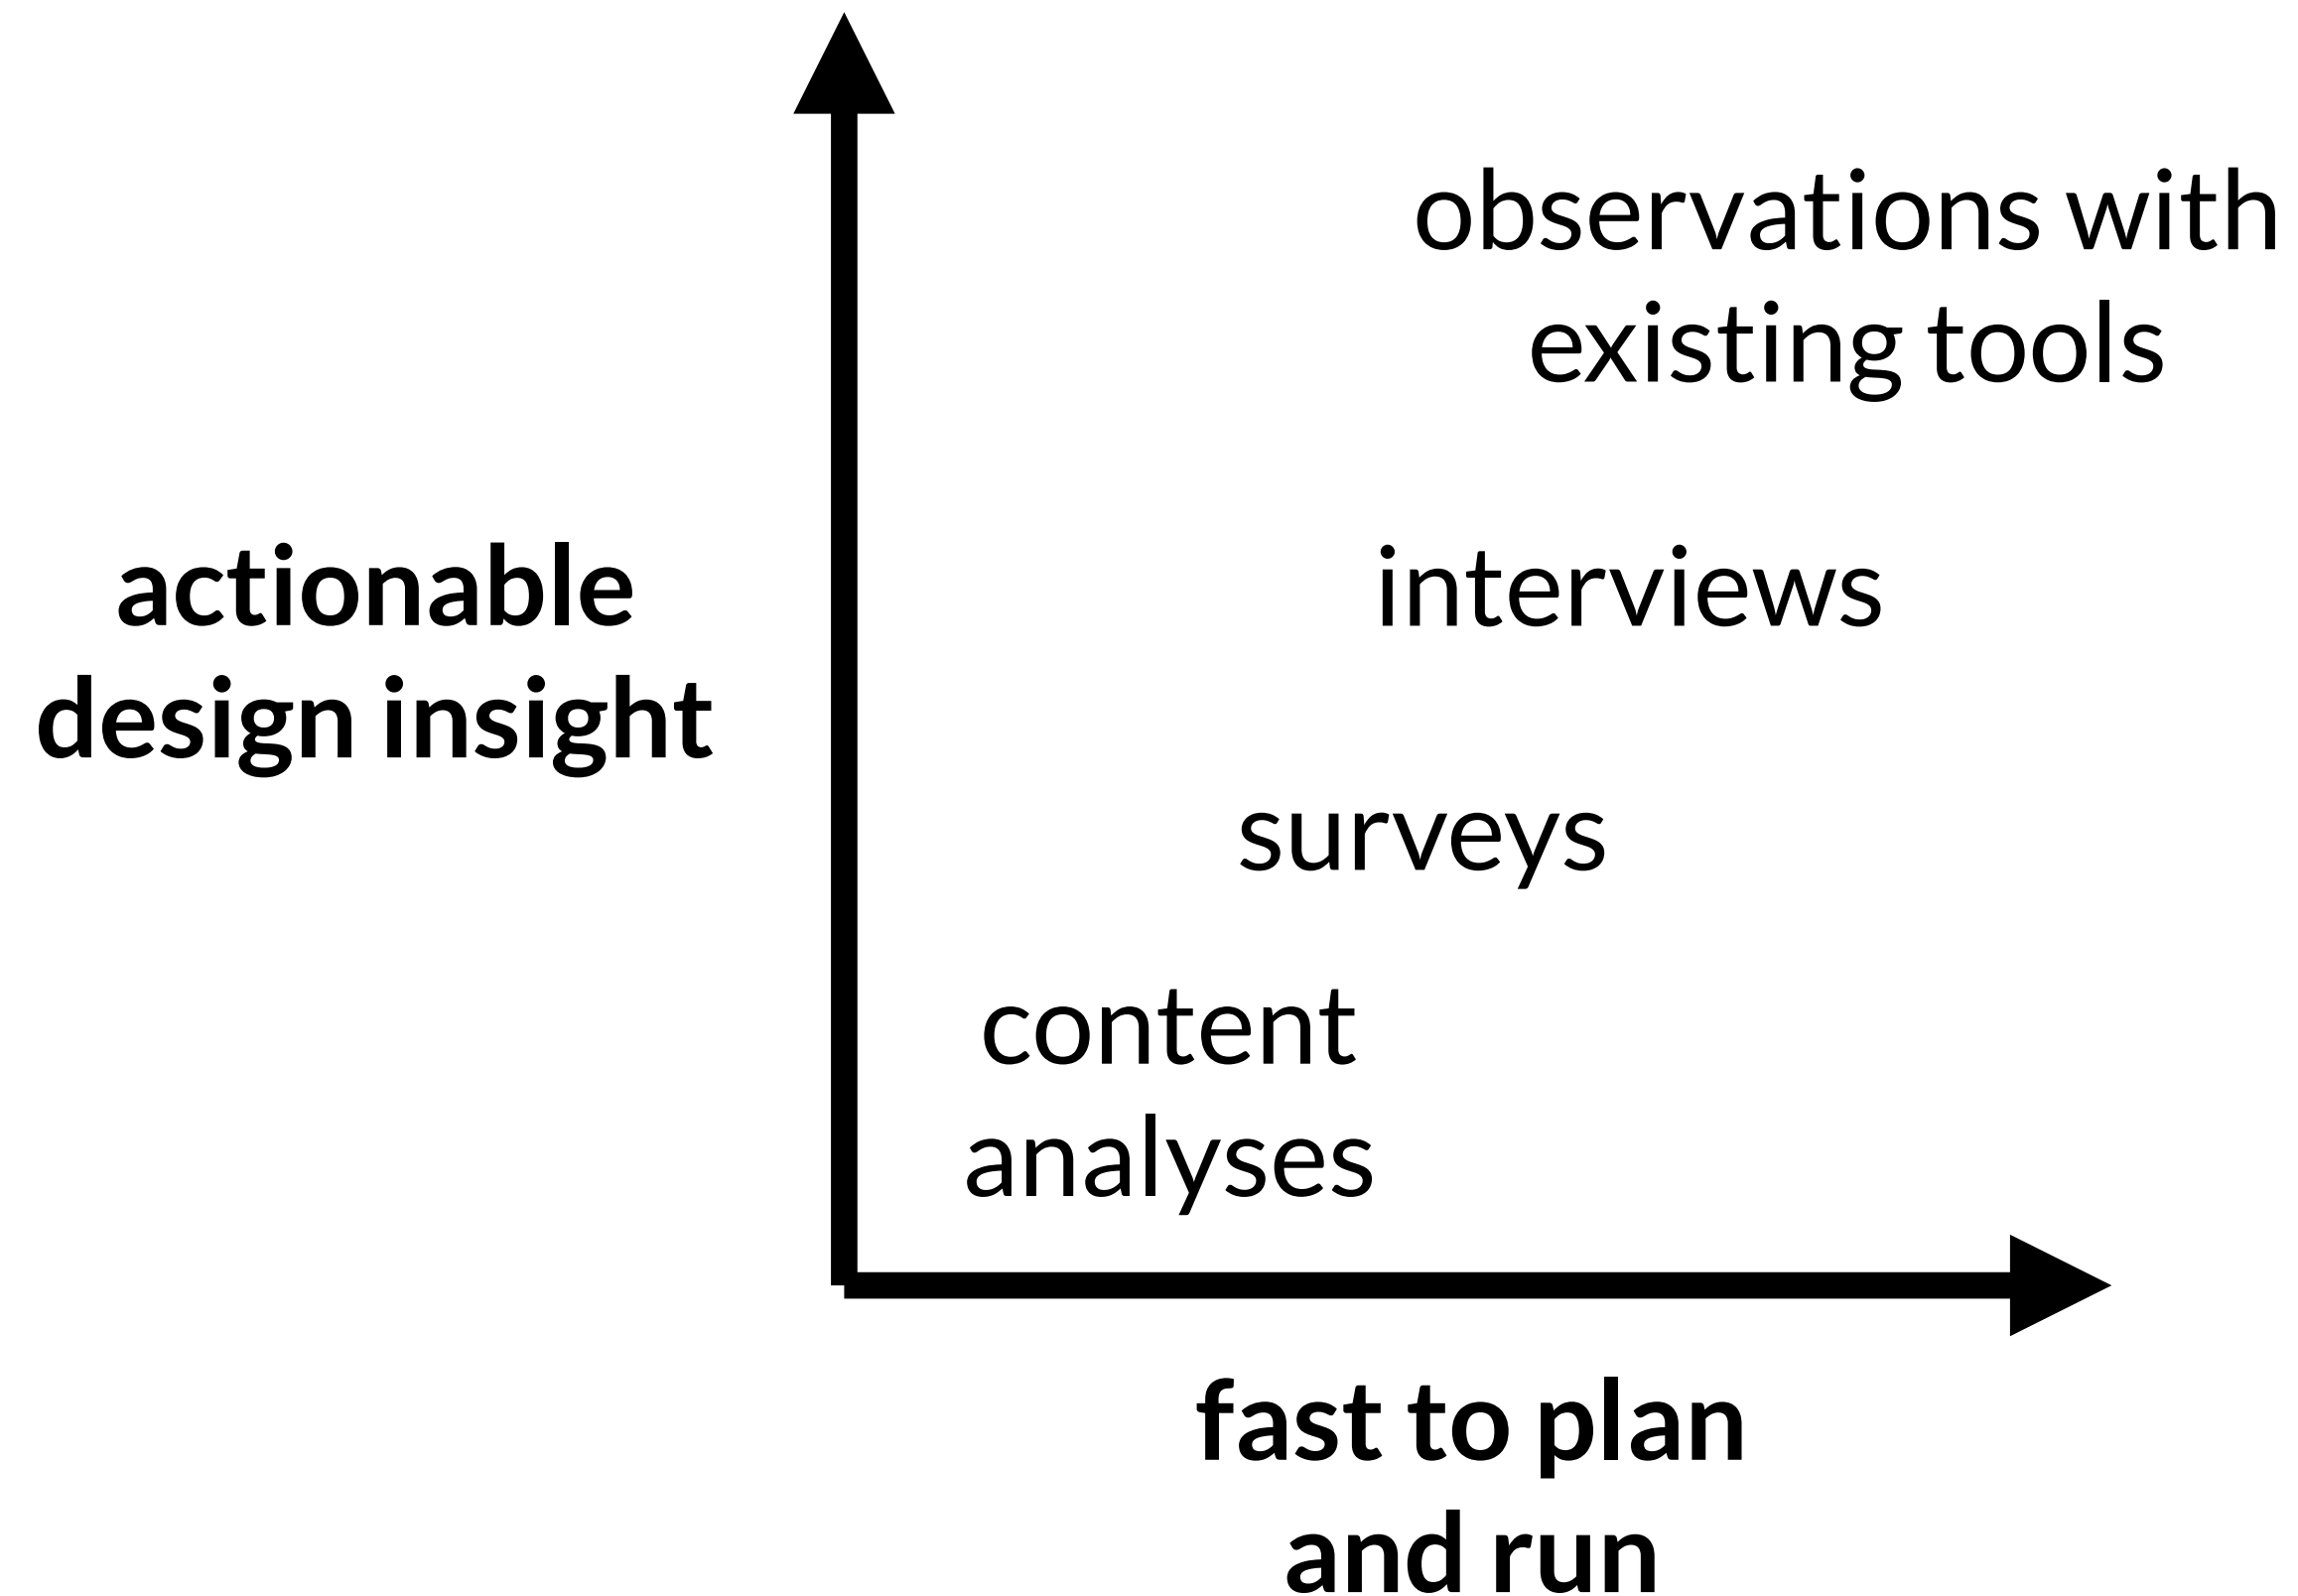 observations with
existing tools
actionable
design insight
interviews
surveys
content
analyses
fast to plan
and run